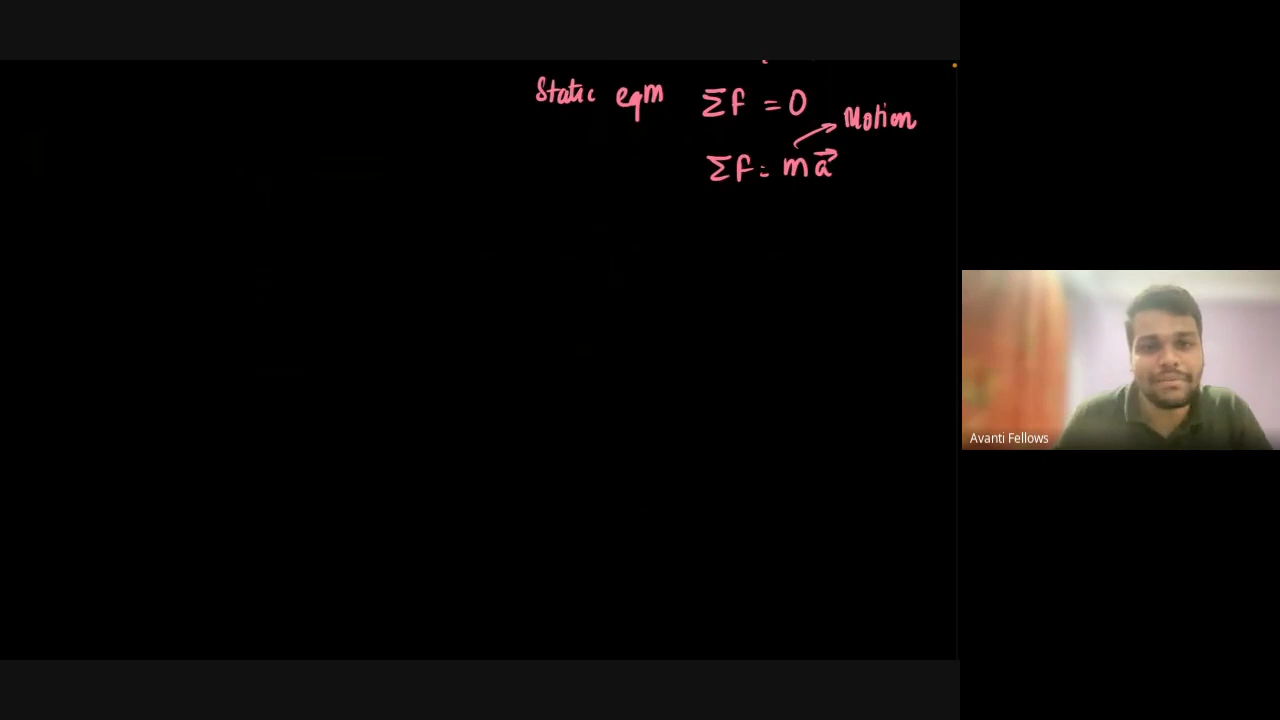 Static eqm ΣF = 0
Motion
ΣF = ma⃗
Avanti Fellows